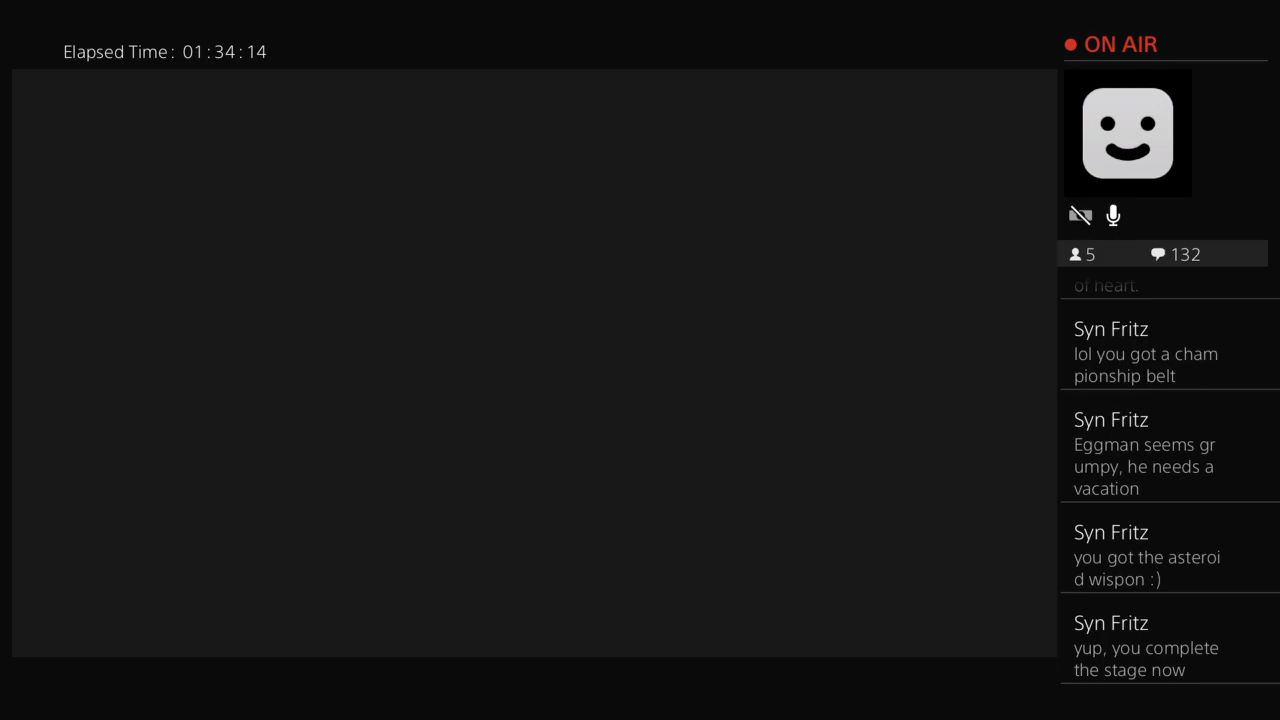 Elapsed Time: 01:34:14
ON AIR
5
132
of heart.
Syn Fritz
lol you got a cham
pionship belt
Syn Fritz
Eggman seems gr
umpy, he needs a
vacation
Syn Fritz
you got the asteroi
d wispon :)
Syn Fritz
yup, you complete
the stage now